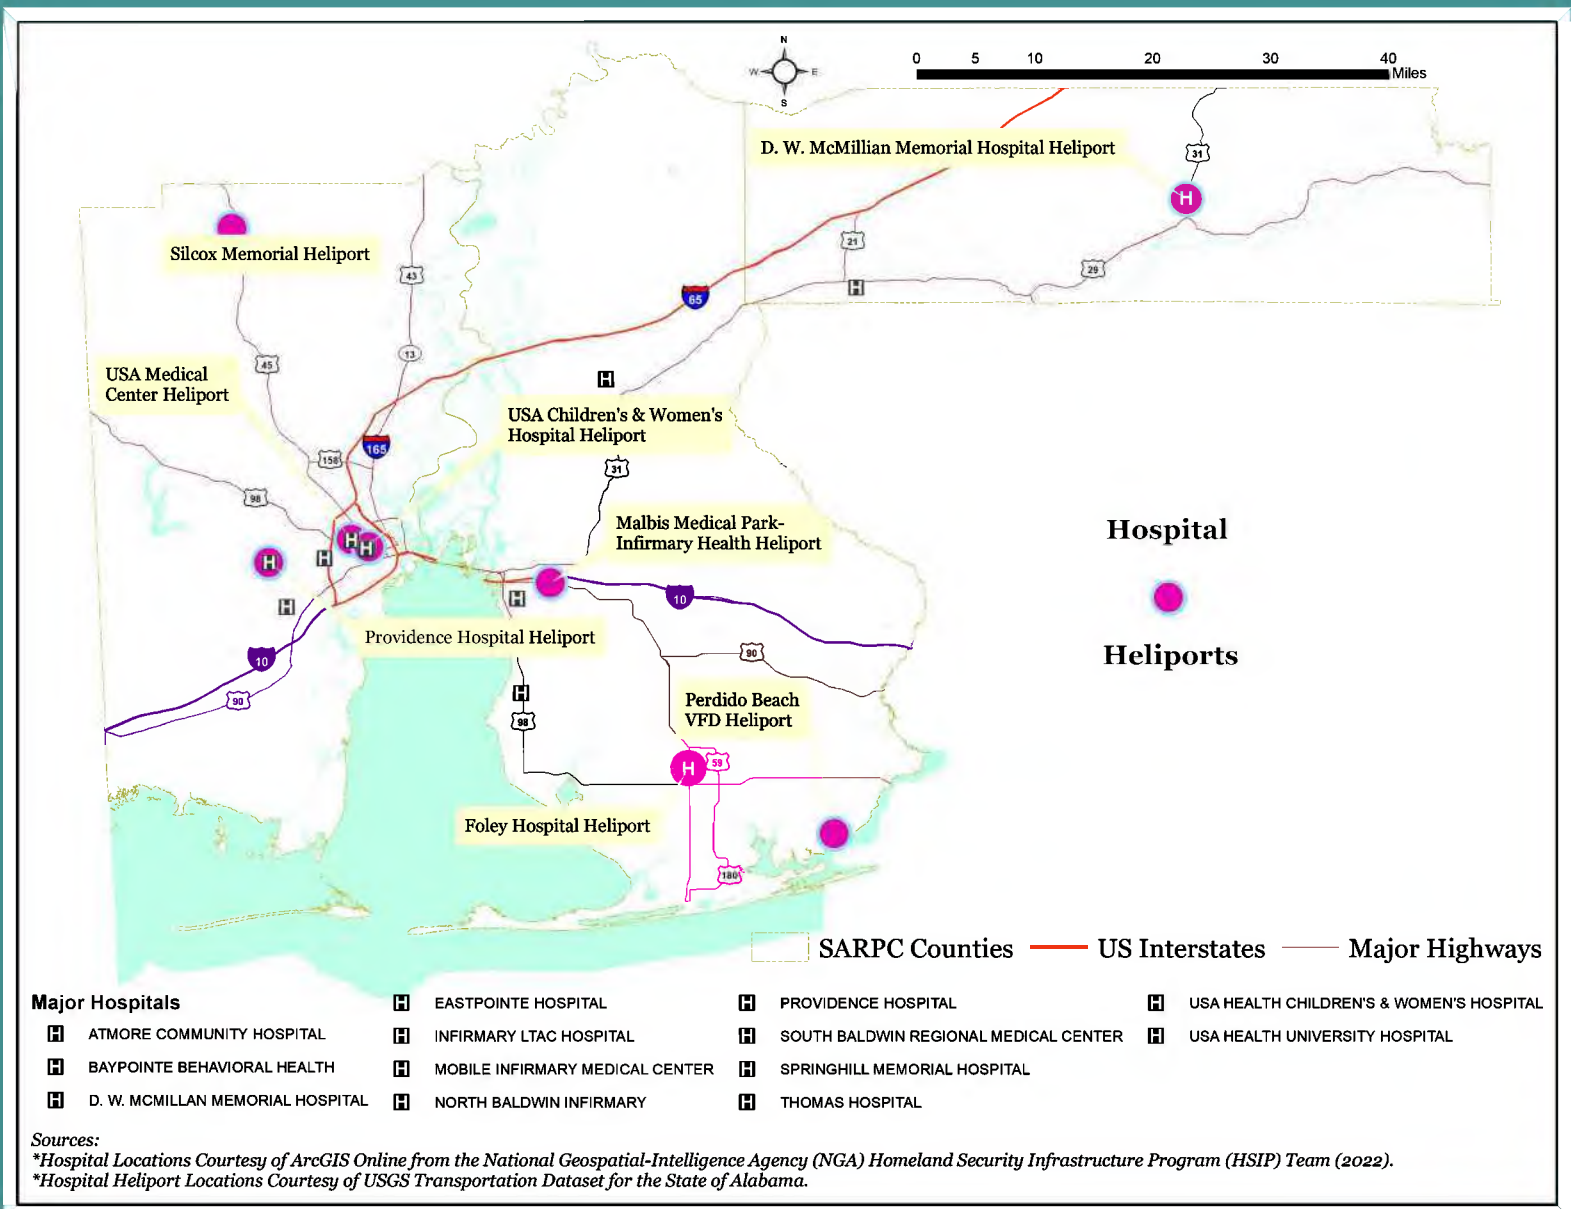 N
W
E
S
0 5 10 20 30 40
Miles
D. W. McMillian Memorial Hospital Heliport
31
Silcox Memorial Heliport
21
43
29
65
H
H
13
45
USA Medical
Center Heliport
H
USA Children's & Women's
Hospital Heliport
165
158
31
98
Malbis Medical Park-
Infirmary Health Heliport
Hospital
Heliports
H
H
H
H
H
H
10
Providence Hospital Heliport
10
90
90
H
98
Perdido Beach
VFD Heliport
H
59
Foley Hospital Heliport
180
SARPC Counties
US Interstates
Major Highways
Major Hospitals
H ATMORE COMMUNITY HOSPITAL
H BAYPOINTE BEHAVIORAL HEALTH
H D. W. MCMILLAN MEMORIAL HOSPITAL
H EASTPOINTE HOSPITAL
H INFIRMARY LTAC HOSPITAL
H MOBILE INFIRMARY MEDICAL CENTER
H NORTH BALDWIN INFIRMARY
H PROVIDENCE HOSPITAL
H SOUTH BALDWIN REGIONAL MEDICAL CENTER
H SPRINGHILL MEMORIAL HOSPITAL
H THOMAS HOSPITAL
H USA HEALTH CHILDREN'S & WOMEN'S HOSPITAL
H USA HEALTH UNIVERSITY HOSPITAL
Sources:
*Hospital Locations Courtesy of ArcGIS Online from the National Geospatial-Intelligence Agency (NGA) Homeland Security Infrastructure Program (HSIP) Team (2022).
*Hospital Heliport Locations Courtesy of USGS Transportation Dataset for the State of Alabama.